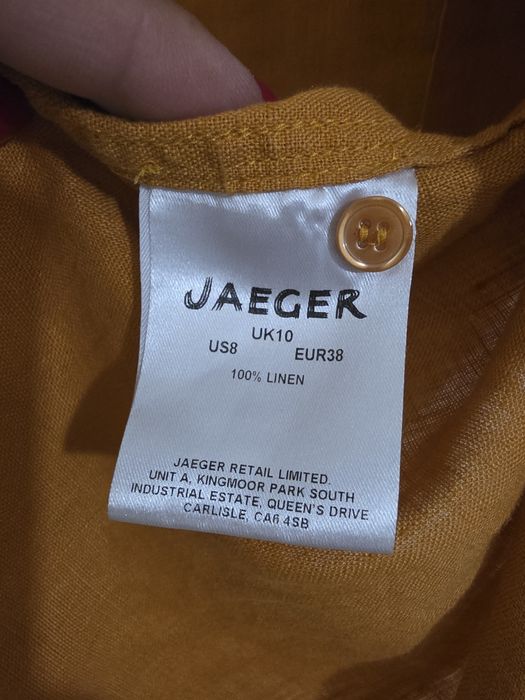 JAEGER
UK10
US8 EUR38
100% LINEN
JAEGER RETAIL LIMITED.
UNIT A, KINGMOOR PARK SOUTH
INDUSTRIAL ESTATE, QUEEN'S DRIVE
CARLISLE, CA6 4SB